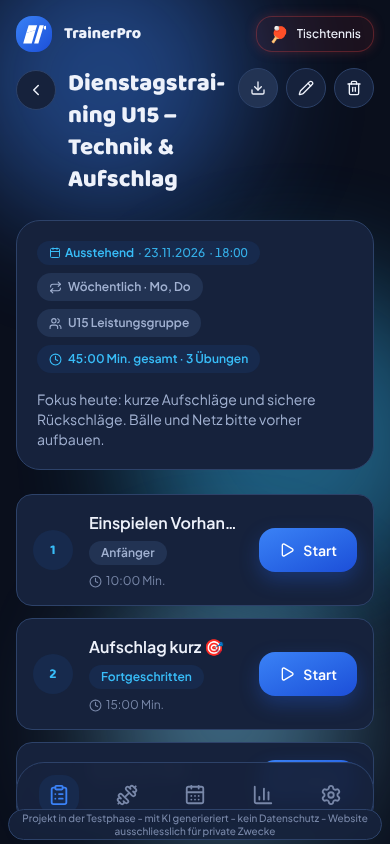 TrainerPro
Tischtennis
Dienstagstrai-
ning U15 –
Technik &
Aufschlag
Ausstehend · 23.11.2026 · 18:00
Wöchentlich · Mo, Do
U15 Leistungsgruppe
45:00 Min. gesamt · 3 Übungen
Fokus heute: kurze Aufschläge und sichere
Rückschläge. Bälle und Netz bitte vorher
aufbauen.
1
Einspielen Vorhan…
Anfänger
10:00 Min.
Start
2
Aufschlag kurz 🎯
Fortgeschritten
15:00 Min.
Start
Projekt in der Testphase - mit KI generieriert - kein Datenschutz - Website
ausschliesslich für private Zwecke